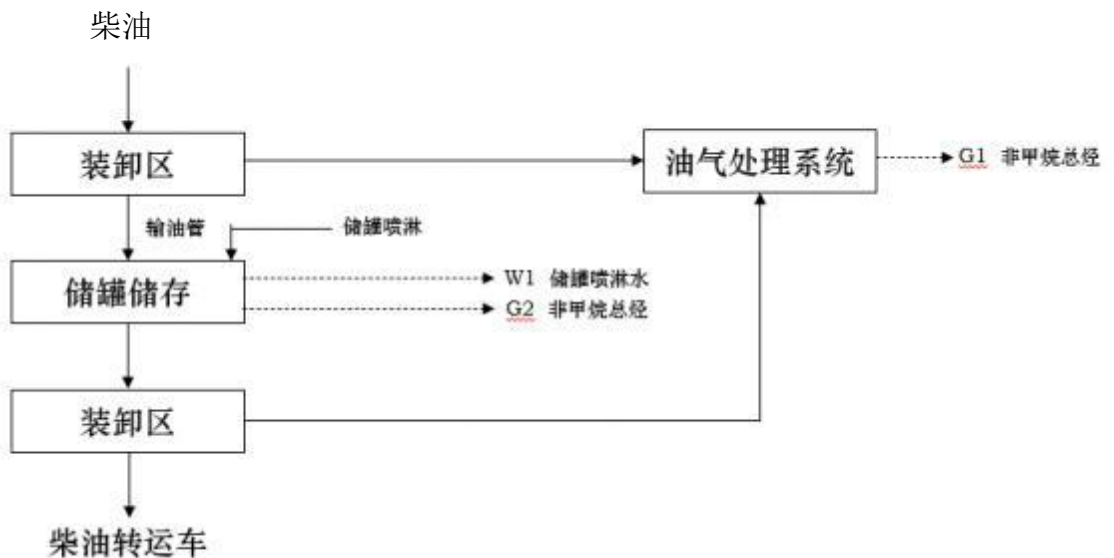 柴油
装卸区
油气处理系统
G1 非甲烷总烃
输油管
储罐喷淋
储罐储存
W1 储罐喷淋水
G2 非甲烷总烃
装卸区
柴油转运车